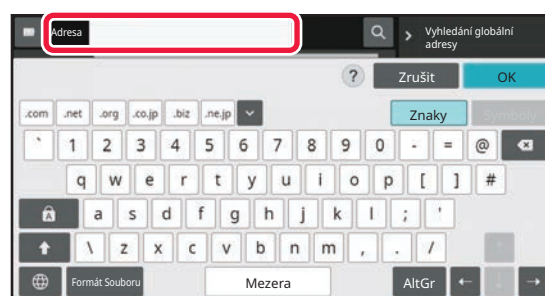 Adresa
Vyhledání globální
adresy
? Zrušit OK
.com .net .org .co.jp .biz .ne.jp Znaky Symboly
` 1 2 3 4 5 6 7 8 9 0 - = @
q w e r t y u i o p [ ] #
A a s d f g h j k l ; '
\ z x c v b n m , . /
Formát Souboru Mezera AltGr